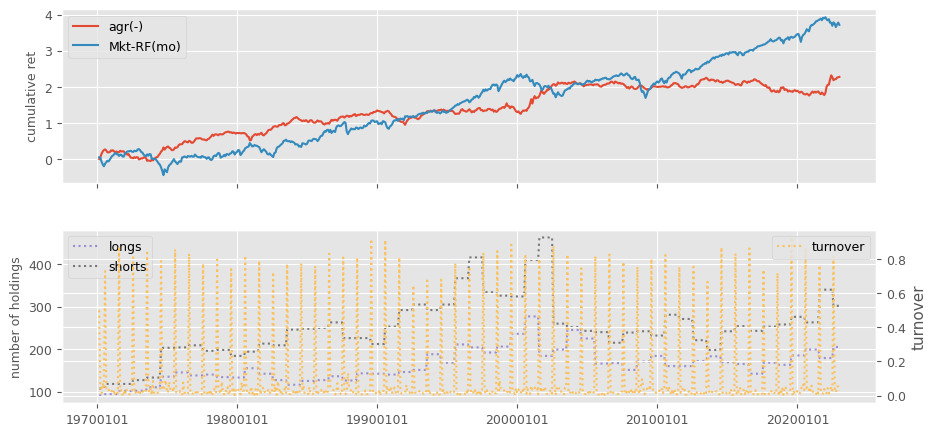 4
3
2
1
0
cumulative ret
agr(-)
Mkt-RF(mo)
400
300
200
100
number of holdings
longs
shorts
turnover
0.8
0.6
0.4
0.2
0.0
turnover
19700101 19800101 19900101 20000101 20100101 20200101